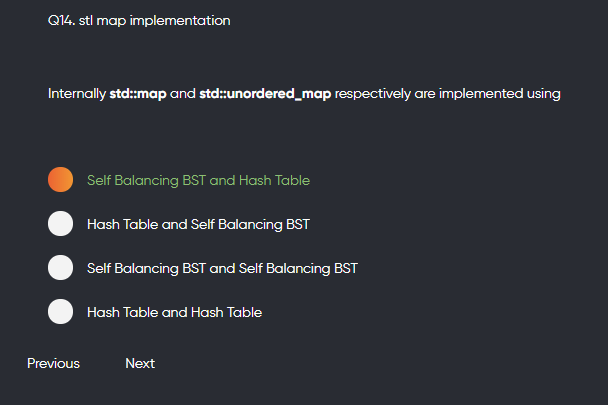 Q14. stl map implementation
Internally std::map and std::unordered_map respectively are implemented using
Self Balancing BST and Hash Table
Hash Table and Self Balancing BST
Self Balancing BST and Self Balancing BST
Hash Table and Hash Table
Previous Next